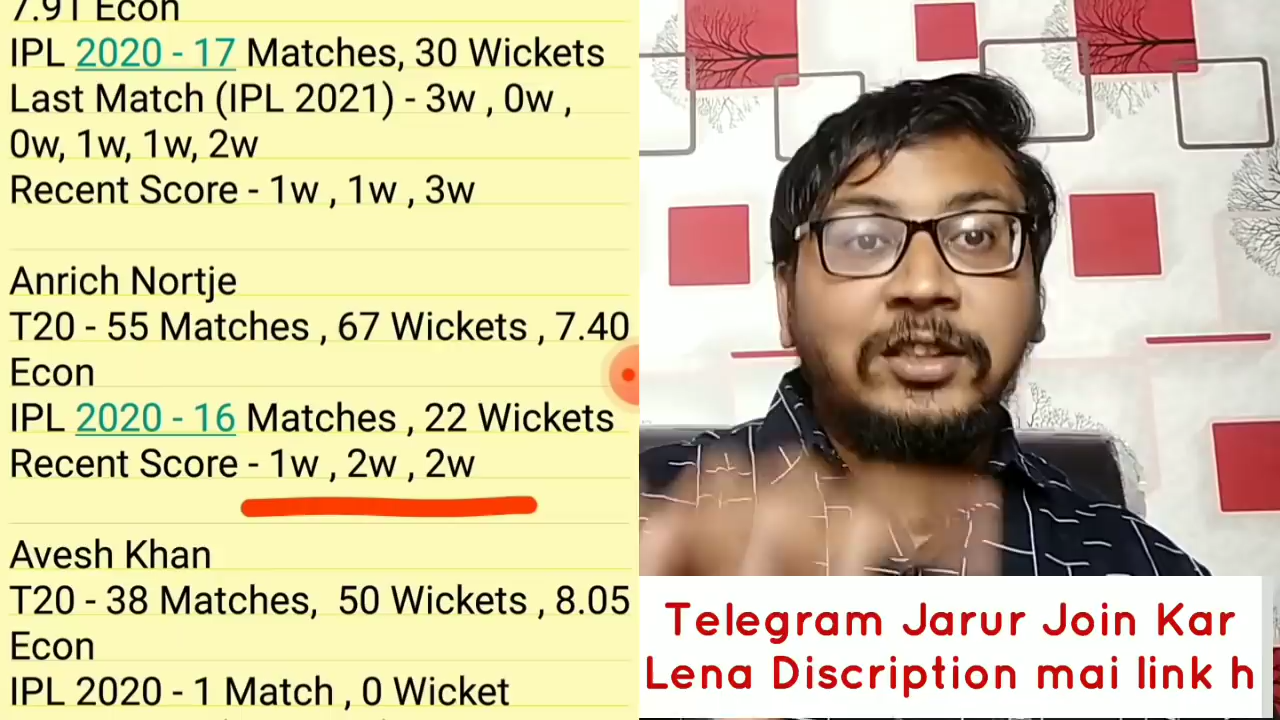 7.91 Econ
IPL 2020 - 17 Matches, 30 Wickets
Last Match (IPL 2021) - 3w , 0w ,
0w, 1w, 1w, 2w
Recent Score - 1w , 1w , 3w
Anrich Nortje
T20 - 55 Matches , 67 Wickets , 7.40
Econ
IPL 2020 - 16 Matches , 22 Wickets
Recent Score - 1w , 2w , 2w
Avesh Khan
T20 - 38 Matches,  50 Wickets , 8.05
Econ
IPL 2020 - 1 Match , 0 Wicket
Telegram Jarur Join Kar
Lena Discription mai link h